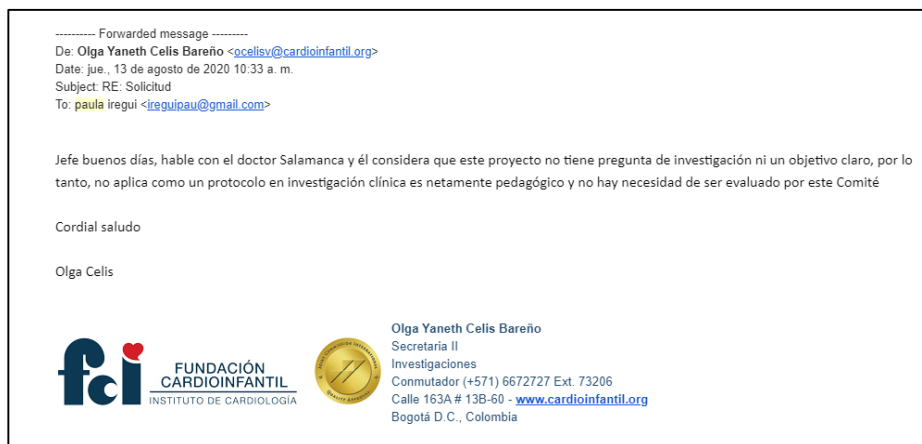 ---------- Forwarded message ---------
De: Olga Yaneth Celis Bareño <ocelisv@cardioinfantil.org>
Date: jue., 13 de agosto de 2020 10:33 a. m.
Subject: RE: Solicitud
To: paula iregui <ireguipau@gmail.com>
Jefe buenos días, hable con el doctor Salamanca y él considera que este proyecto no tiene pregunta de investigación ni un objetivo claro, por lo
tanto, no aplica como un protocolo en investigación clínica es netamente pedagógico y no hay necesidad de ser evaluado por este Comité
Cordial saludo
Olga Celis
fci
FUNDACIÓN
CARDIOINFANTIL
INSTITUTO DE CARDIOLOGÍA
Olga Yaneth Celis Bareño
Secretaria II
Investigaciones
Conmutador (+571) 6672727 Ext. 73206
Calle 163A # 13B-60 - www.cardioinfantil.org
Bogotá D.C., Colombia